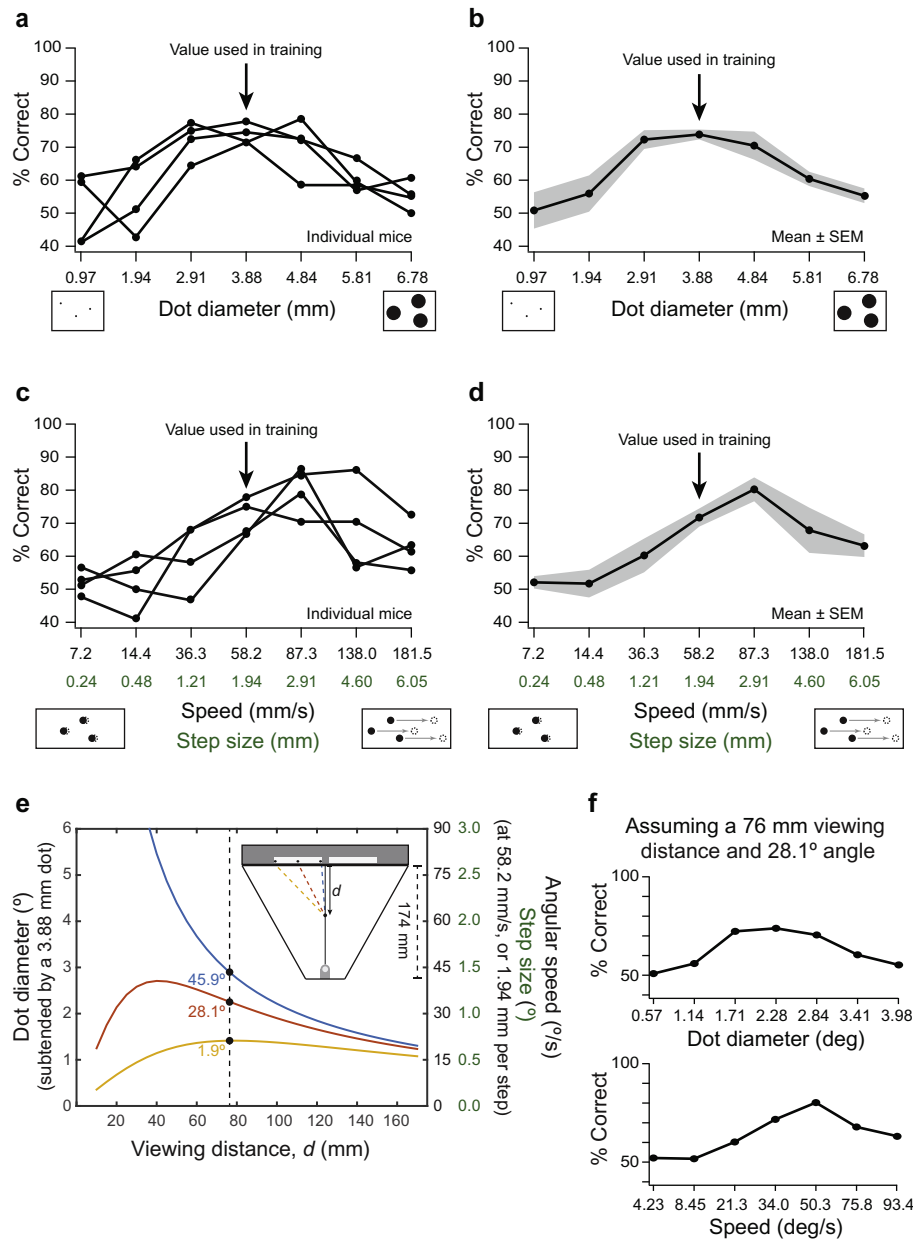 a
100
90
80
70
60
50
40
% Correct
Value used in training
Individual mice
0.97 1.94 2.91 3.88 4.84 5.81 6.78
Dot diameter (mm)
b
100
90
80
70
60
50
40
% Correct
Value used in training
Mean ± SEM
0.97 1.94 2.91 3.88 4.84 5.81 6.78
Dot diameter (mm)
c
100
90
80
70
60
50
40
% Correct
Value used in training
Individual mice
7.2 14.4 36.3 58.2 87.3 138.0 181.5
0.24 0.48 1.21 1.94 2.91 4.60 6.05
Speed (mm/s)
Step size (mm)
d
100
90
80
70
60
50
40
% Correct
Value used in training
Mean ± SEM
7.2 14.4 36.3 58.2 87.3 138.0 181.5
0.24 0.48 1.21 1.94 2.91 4.60 6.05
Speed (mm/s)
Step size (mm)
e
6
5
4
3
2
1
0
Dot diameter (º)
(subtended by a 3.88 mm dot)
45.9º
28.1º
1.9º
d
174 mm
90 3.0
75 2.5
60 2.0
45 1.5
30 1.0
15 0.5
0 0.0
Angular speed (º/s)
Step size (º)
(at 58.2 mm/s, or 1.94 mm per step)
20 40 60 80 100 120 140 160
Viewing distance, d (mm)
f
Assuming a 76 mm viewing
distance and 28.1º angle
% Correct
50
0.57 1.14 1.71 2.28 2.84 3.41 3.98
Dot diameter (deg)
% Correct
50
4.23 8.45 21.3 34.0 50.3 75.8 93.4
Speed (deg/s)